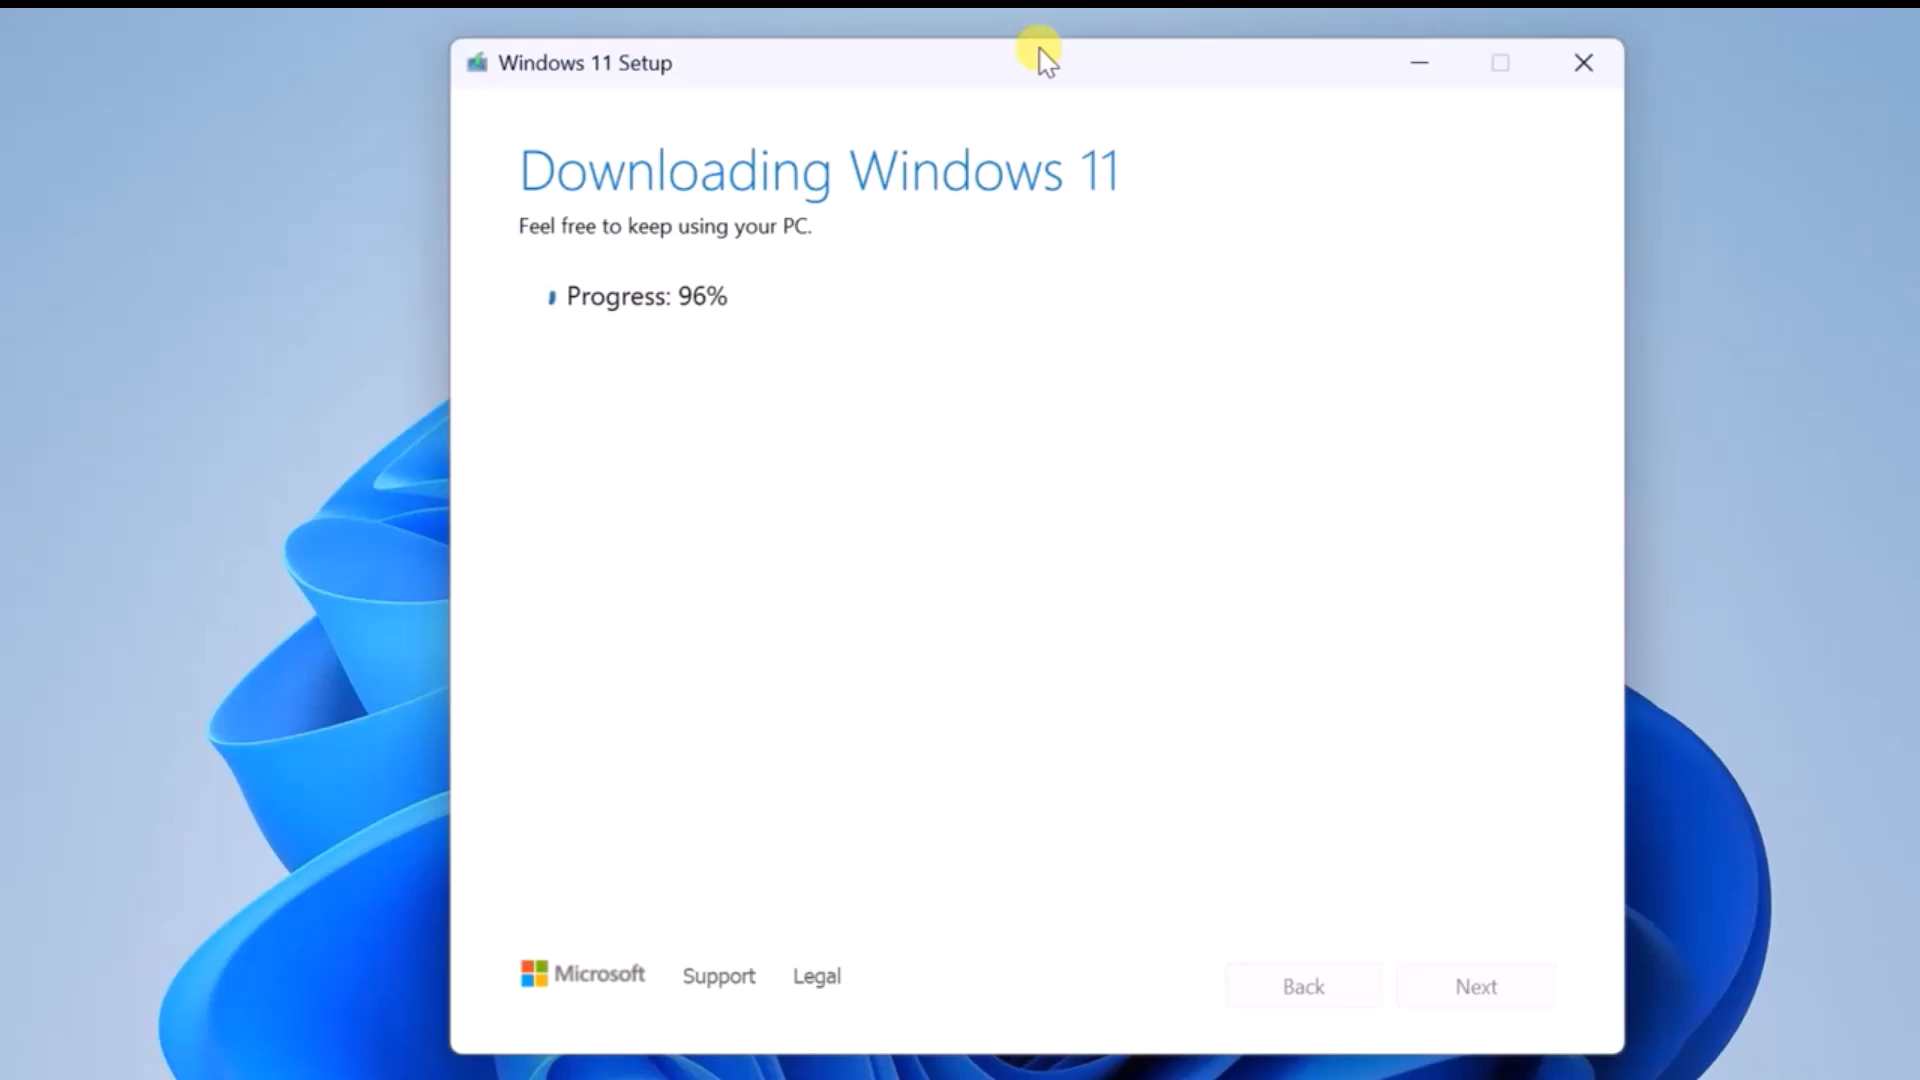 Windows 11 Setup
Downloading Windows 11
Feel free to keep using your PC.
Progress: 96%
Microsoft Support Legal Back Next